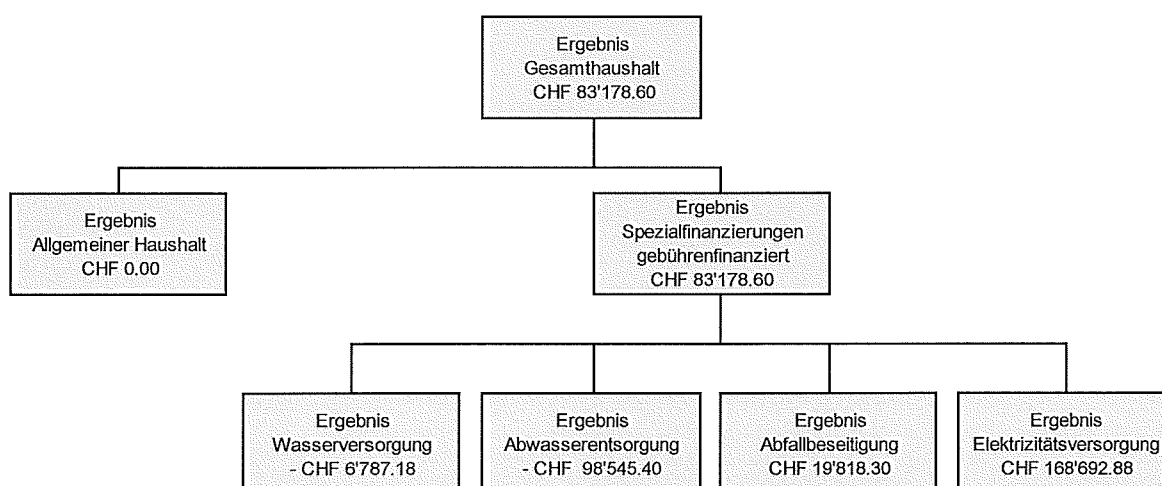 Ergebnis
Gesamthaushalt
CHF 83'178.60
Ergebnis
Allgemeiner Haushalt
CHF 0.00
Ergebnis
Spezialfinanzierungen
gebührenfinanziert
CHF 83'178.60
Ergebnis
Wasserversorgung
- CHF 6'787.18
Ergebnis
Abwasserentsorgung
- CHF 98'545.40
Ergebnis
Abfallbeseitigung
CHF 19'818.30
Ergebnis
Elektrizitätsversorgung
CHF 168'692.88